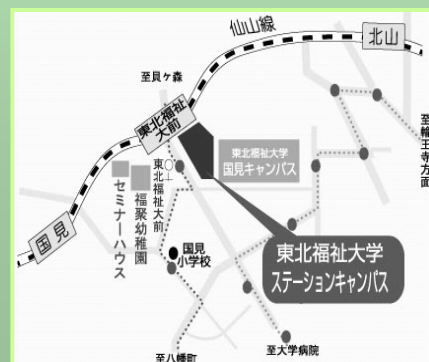 仙山線
北山
至貝ヶ森
東北福祉
大前
至輪王寺方面
東北福祉大学
国見キャンパス
東北福祉大前
福聚幼稚園
セミナーハウス
国見
国見
小学校
東北福祉大学
ステーションキャンパス
至大学病院
至八幡町